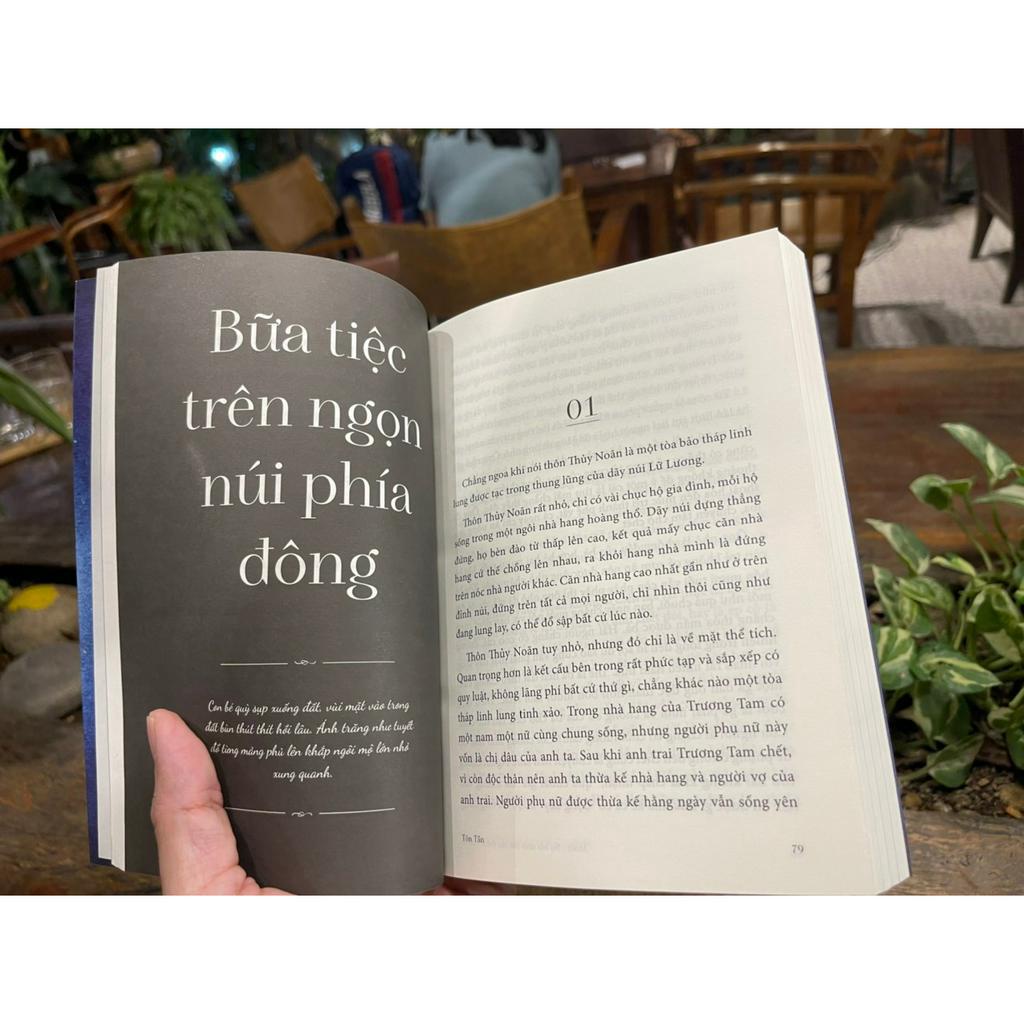 Bữa tiệc
trên ngọn
núi phía
đông
Con bé quỳ sụp xuống đất, vùi mặt vào trong
đất bùn thút thít hồi lâu. Ánh trăng như tuyết
đổ từng mảng phủ lên khắp ngôi mộ lớn nhỏ
xung quanh.
01
Chẳng ngoa khi nói thôn Thủy Noãn là một tòa bảo tháp linh
lung được tạc trong thung lũng của dãy núi Lữ Lương.
Thôn Thủy Noãn rất nhỏ, chỉ có vài chục hộ gia đình, mỗi hộ
sống trong một ngôi nhà hang hoàng thổ. Dãy núi dựng thẳng
đứng, họ bèn đào từ thấp lên cao, kết quả mấy chục căn nhà
hang cứ thế chồng lên nhau, ra khỏi hang nhà mình là đứng
trên nóc nhà người khác. Căn nhà hang cao nhất gần như ở trên
đỉnh núi, đứng trên tất cả mọi người, chỉ nhìn thôi cũng như
đang lung lay, có thể đổ sập bất cứ lúc nào.
Thôn Thủy Noãn tuy nhỏ, nhưng đó chỉ là về mặt thể tích.
Quan trọng hơn là kết cấu bên trong rất phức tạp và sắp xếp có
quy luật, không lãng phí bất cứ thứ gì, chẳng khác nào một tòa
tháp linh lung tinh xảo. Trong nhà hang của Trương Tam có
một nam một nữ cùng chung sống, nhưng người phụ nữ này
vốn là chị dâu của anh ta. Sau khi anh trai Trương Tam chết,
vì còn độc thân nên anh ta thừa kế nhà hang và người vợ của
anh trai. Người phụ nữ được thừa kế hằng ngày vẫn sống yên
Tôn Tần
79